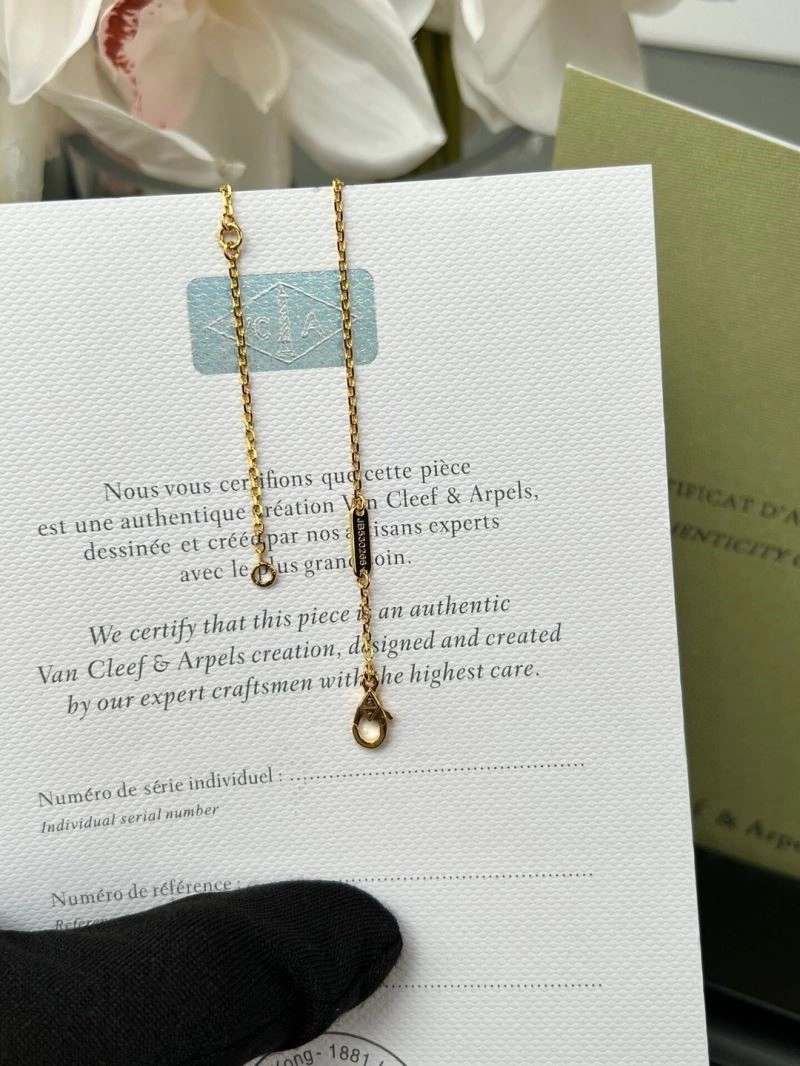 VC A
Nous vous certifions que cette pièce
est une authentique création Van Cleef & Arpels,
dessinée et créée par nos artisans experts
avec le plus grand soin.
We certify that this piece is an authentic
Van Cleef & Arpels creation, designed and created
by our expert craftsmen with the highest care.
Numéro de série individuel :
Individual serial number
Numéro de référence :
- 1881